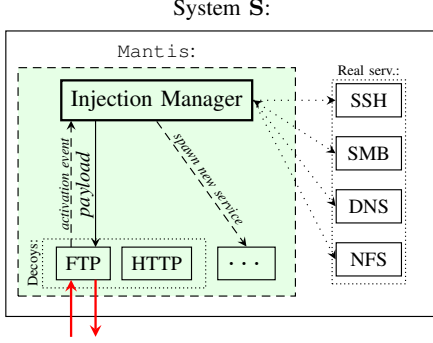 System S:
Mantis:
Real serv.:
Injection Manager
SSH
SMB
DNS
NFS
activation event
payload
spawn new service
Decoys:
FTP
HTTP
...